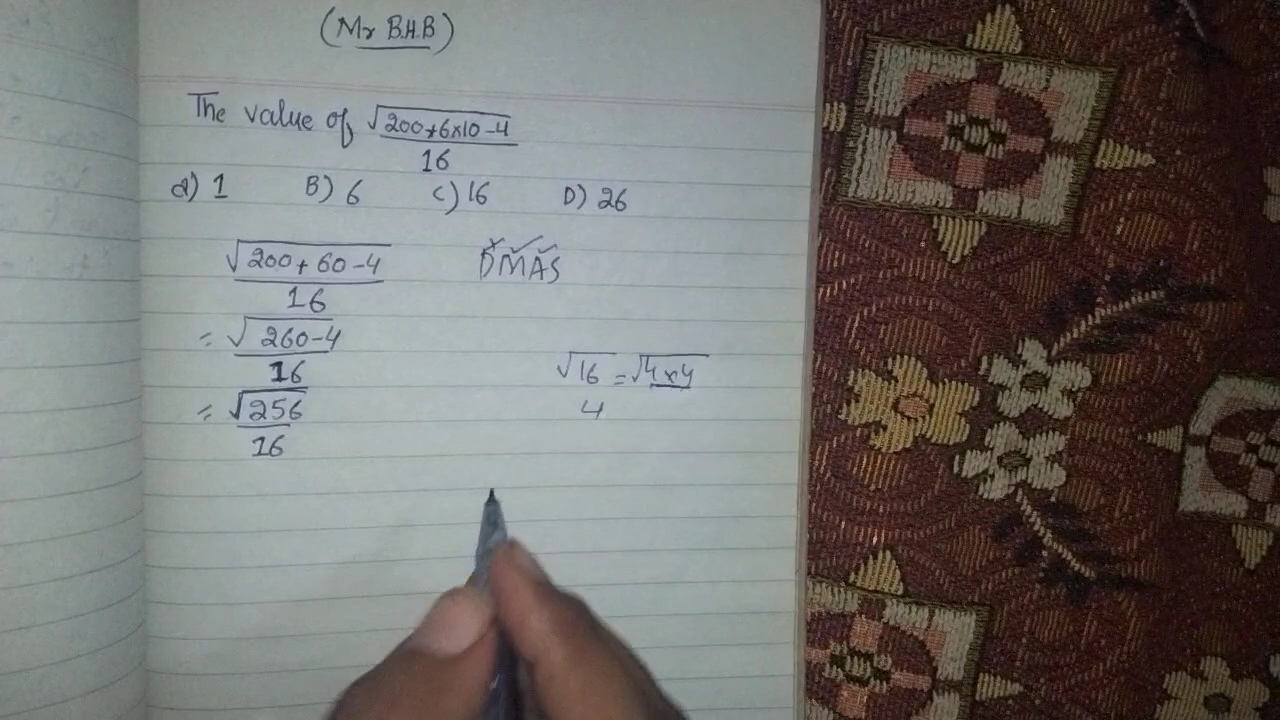 (Mr B.H.B)
The value of √200+6×10-4
16
a) 1 B) 6 C) 16 D) 26
√200+60-4 DMAS
16
= √260-4
16
√16 = √4×4
= √256 4
16